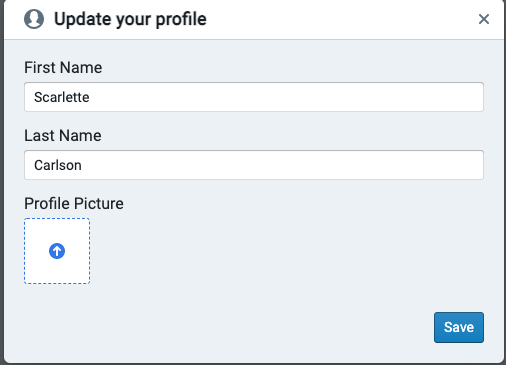 Update your profile
First Name
Scarlette
Last Name
Carlson
Profile Picture
Save